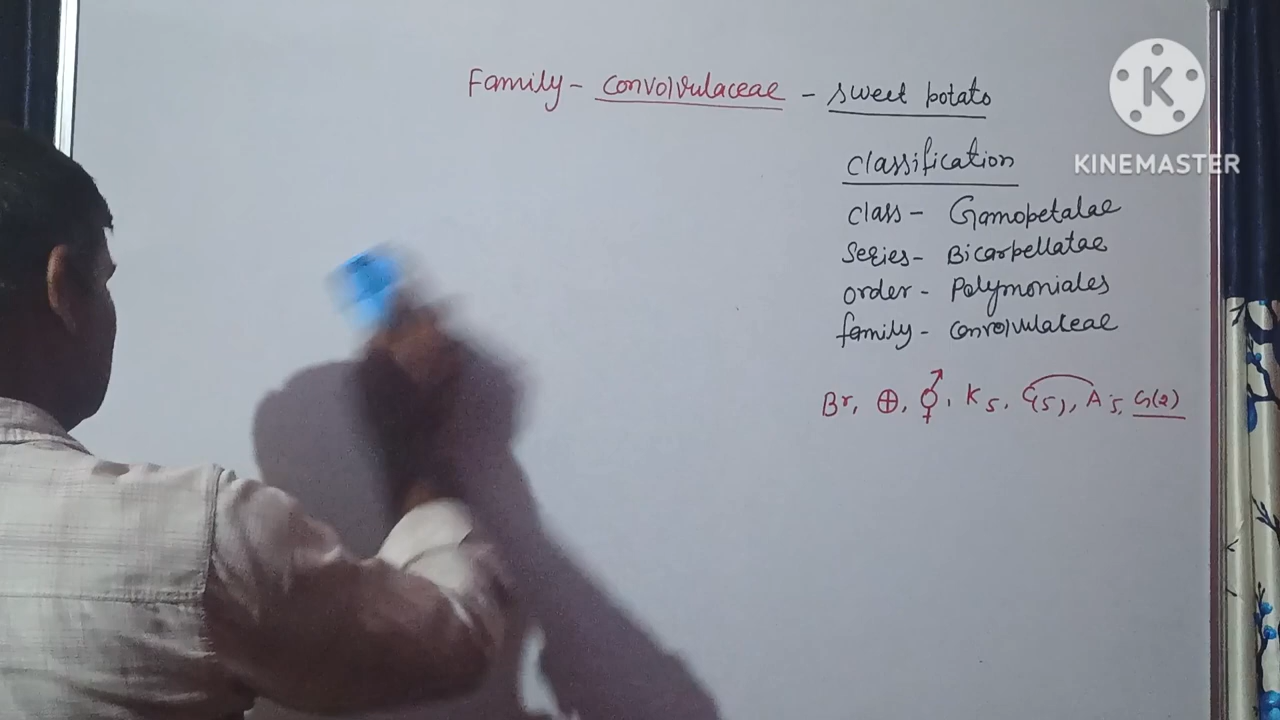 Family - convolvulaceae - sweet potato
K
KINEMASTER
classification
class - Gamopetalae
Series - Bicarpellatae
order - Polymoniales
family - convolvulaceae
Br, ⊕, ⚥, K5, C(5), A5, G(2)